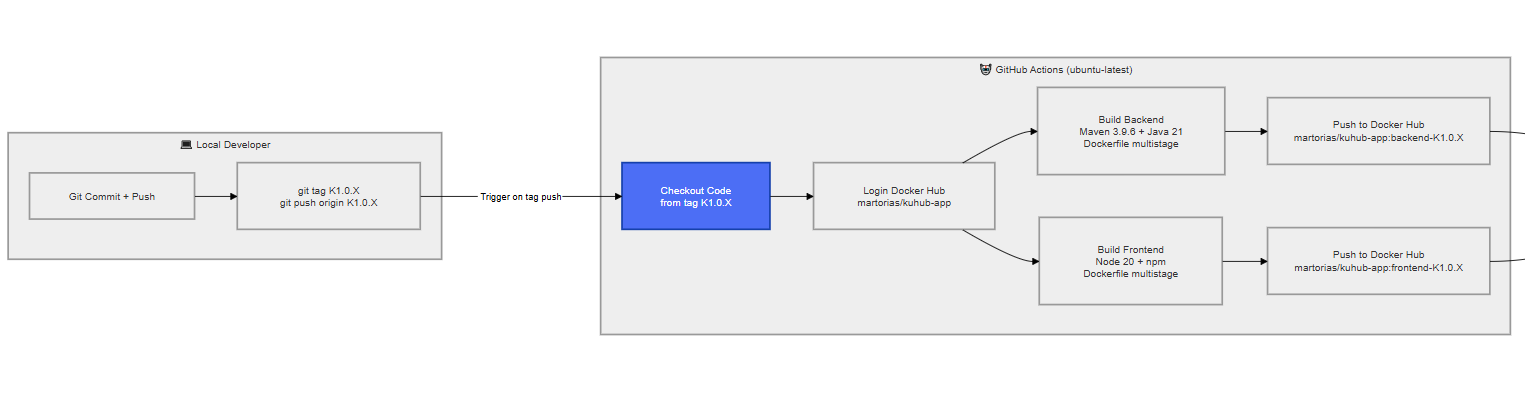 💻 Local Developer
Git Commit + Push
git tag K1.0.X
git push origin K1.0.X
Trigger on tag push
GitHub Actions (ubuntu-latest)
Checkout Code
from tag K1.0.X
Login Docker Hub
martorias/kuhub-app
Build Backend
Maven 3.9.6 + Java 21
Dockerfile multistage
Push to Docker Hub
martorias/kuhub-app:backend-K1.0.X
Build Frontend
Node 20 + npm
Dockerfile multistage
Push to Docker Hub
martorias/kuhub-app:frontend-K1.0.X